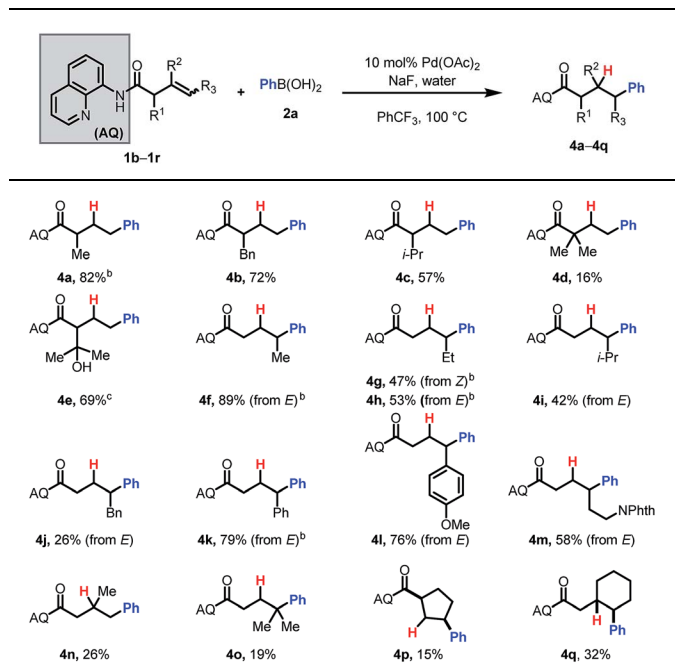 O
R²
R₃
N
H
R¹
N
(AQ)
1b–1r
+
PhB(OH)₂
2a
10 mol% Pd(OAc)₂
NaF, water
PhCF₃, 100 °C
O
R²
H
Ph
AQ
R¹
R₃
4a–4q
O
H
AQ
Ph
Me
4a, 82%ᵇ
O
H
AQ
Ph
Bn
4b, 72%
O
H
AQ
Ph
i-Pr
4c, 57%
O
H
AQ
Ph
Me Me
4d, 16%
O
H
AQ
Ph
Me
Me
OH
4e, 69%ᶜ
O
H
AQ
Ph
Me
4f, 89% (from E)ᵇ
O
H
AQ
Ph
Et
4g, 47% (from Z)ᵇ
4h, 53% (from E)ᵇ
O
H
AQ
Ph
i-Pr
4i, 42% (from E)
O
H
AQ
Ph
Bn
4j, 26% (from E)
O
H
AQ
Ph
Ph
4k, 79% (from E)ᵇ
O
H
AQ
Ph
OMe
4l, 76% (from E)
O
H
AQ
Ph
NPhth
4m, 58% (from E)
O
H
Me
AQ
Ph
4n, 26%
O
H
AQ
Ph
Me Me
4o, 19%
O
AQ
H
Ph
4p, 15%
O
AQ
H
Ph
4q, 32%